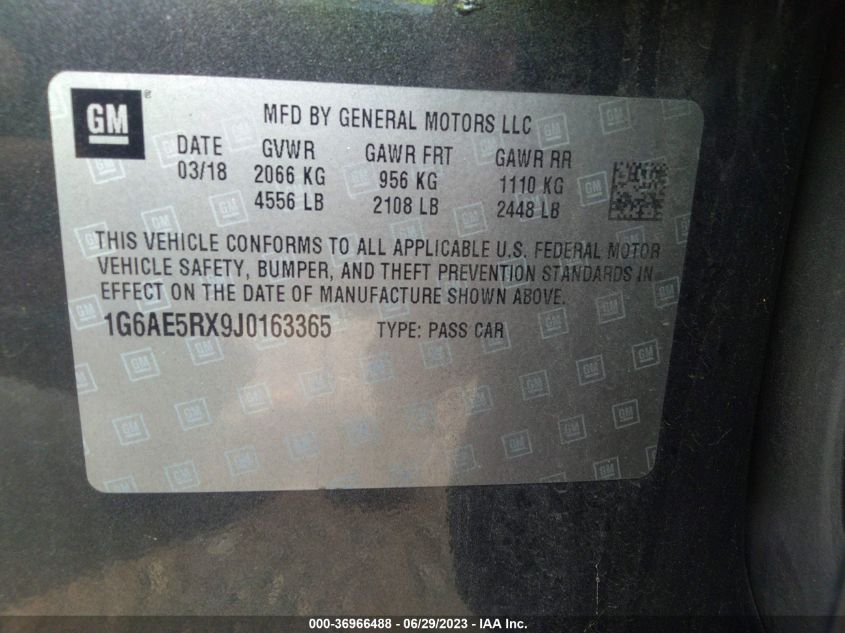 GM ®
MFD BY GENERAL MOTORS LLC
DATE GVWR GAWR FRT GAWR RR
03/18 2066 KG 956 KG 1110 KG
4556 LB 2108 LB 2448 LB
THIS VEHICLE CONFORMS TO ALL APPLICABLE U.S. FEDERAL MOTOR
VEHICLE SAFETY, BUMPER, AND THEFT PREVENTION STANDARDS IN
EFFECT ON THE DATE OF MANUFACTURE SHOWN ABOVE.
1G6AE5RX9J0163365 TYPE: PASS CAR
000-36966488 - 06/29/2023 - IAA Inc.